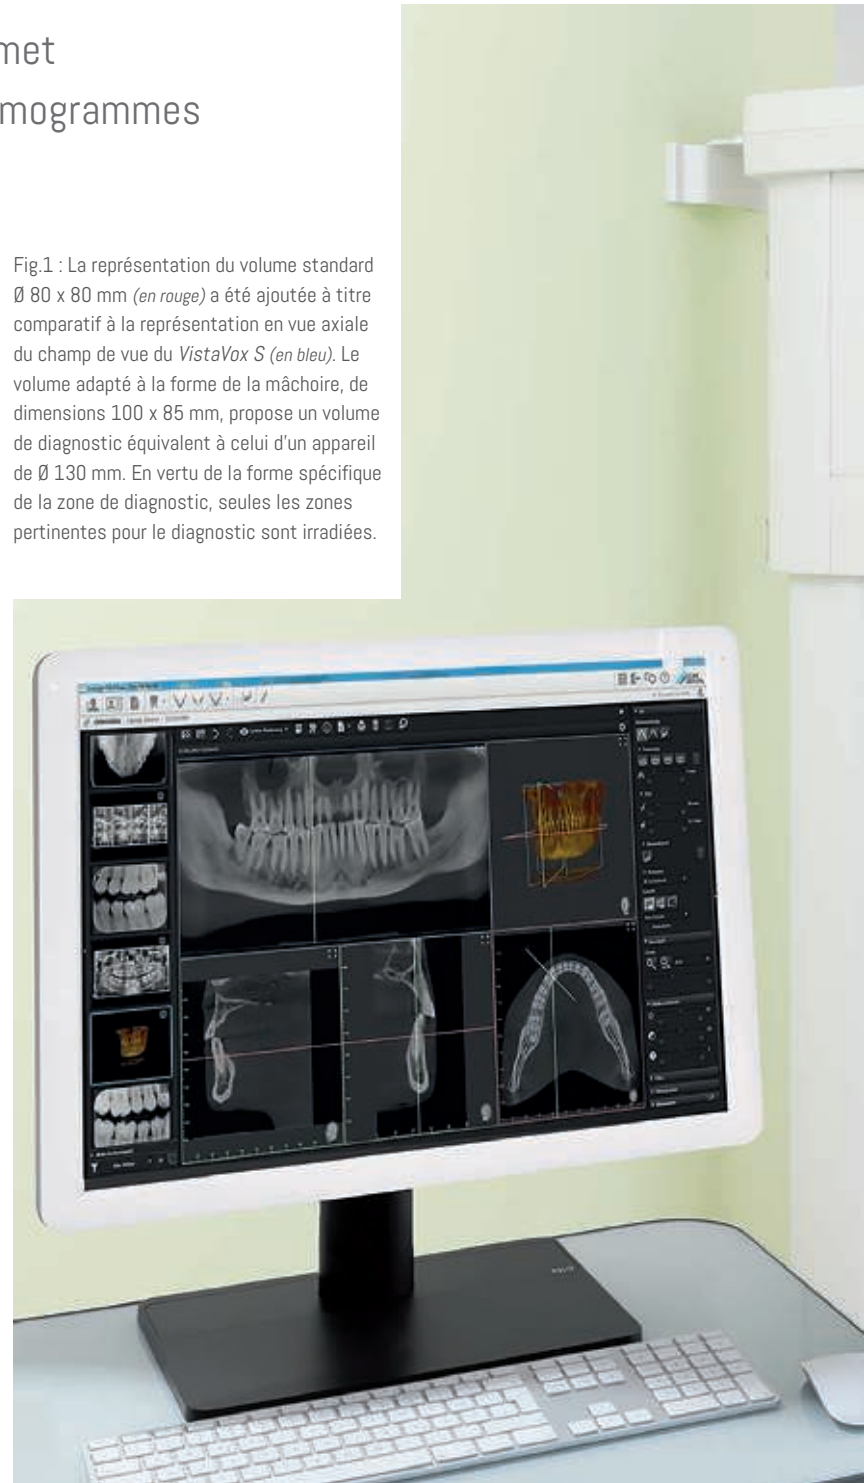 met
mogrammes
Fig.1 : La représentation du volume standard
Ø 80 x 80 mm (en rouge) a été ajoutée à titre
comparatif à la représentation en vue axiale
du champ de vue du VistaVox S (en bleu). Le
volume adapté à la forme de la mâchoire, de
dimensions 100 x 85 mm, propose un volume
de diagnostic équivalent à celui d'un appareil
de Ø 130 mm. En vertu de la forme spécifique
de la zone de diagnostic, seules les zones
pertinentes pour le diagnostic sont irradiées.